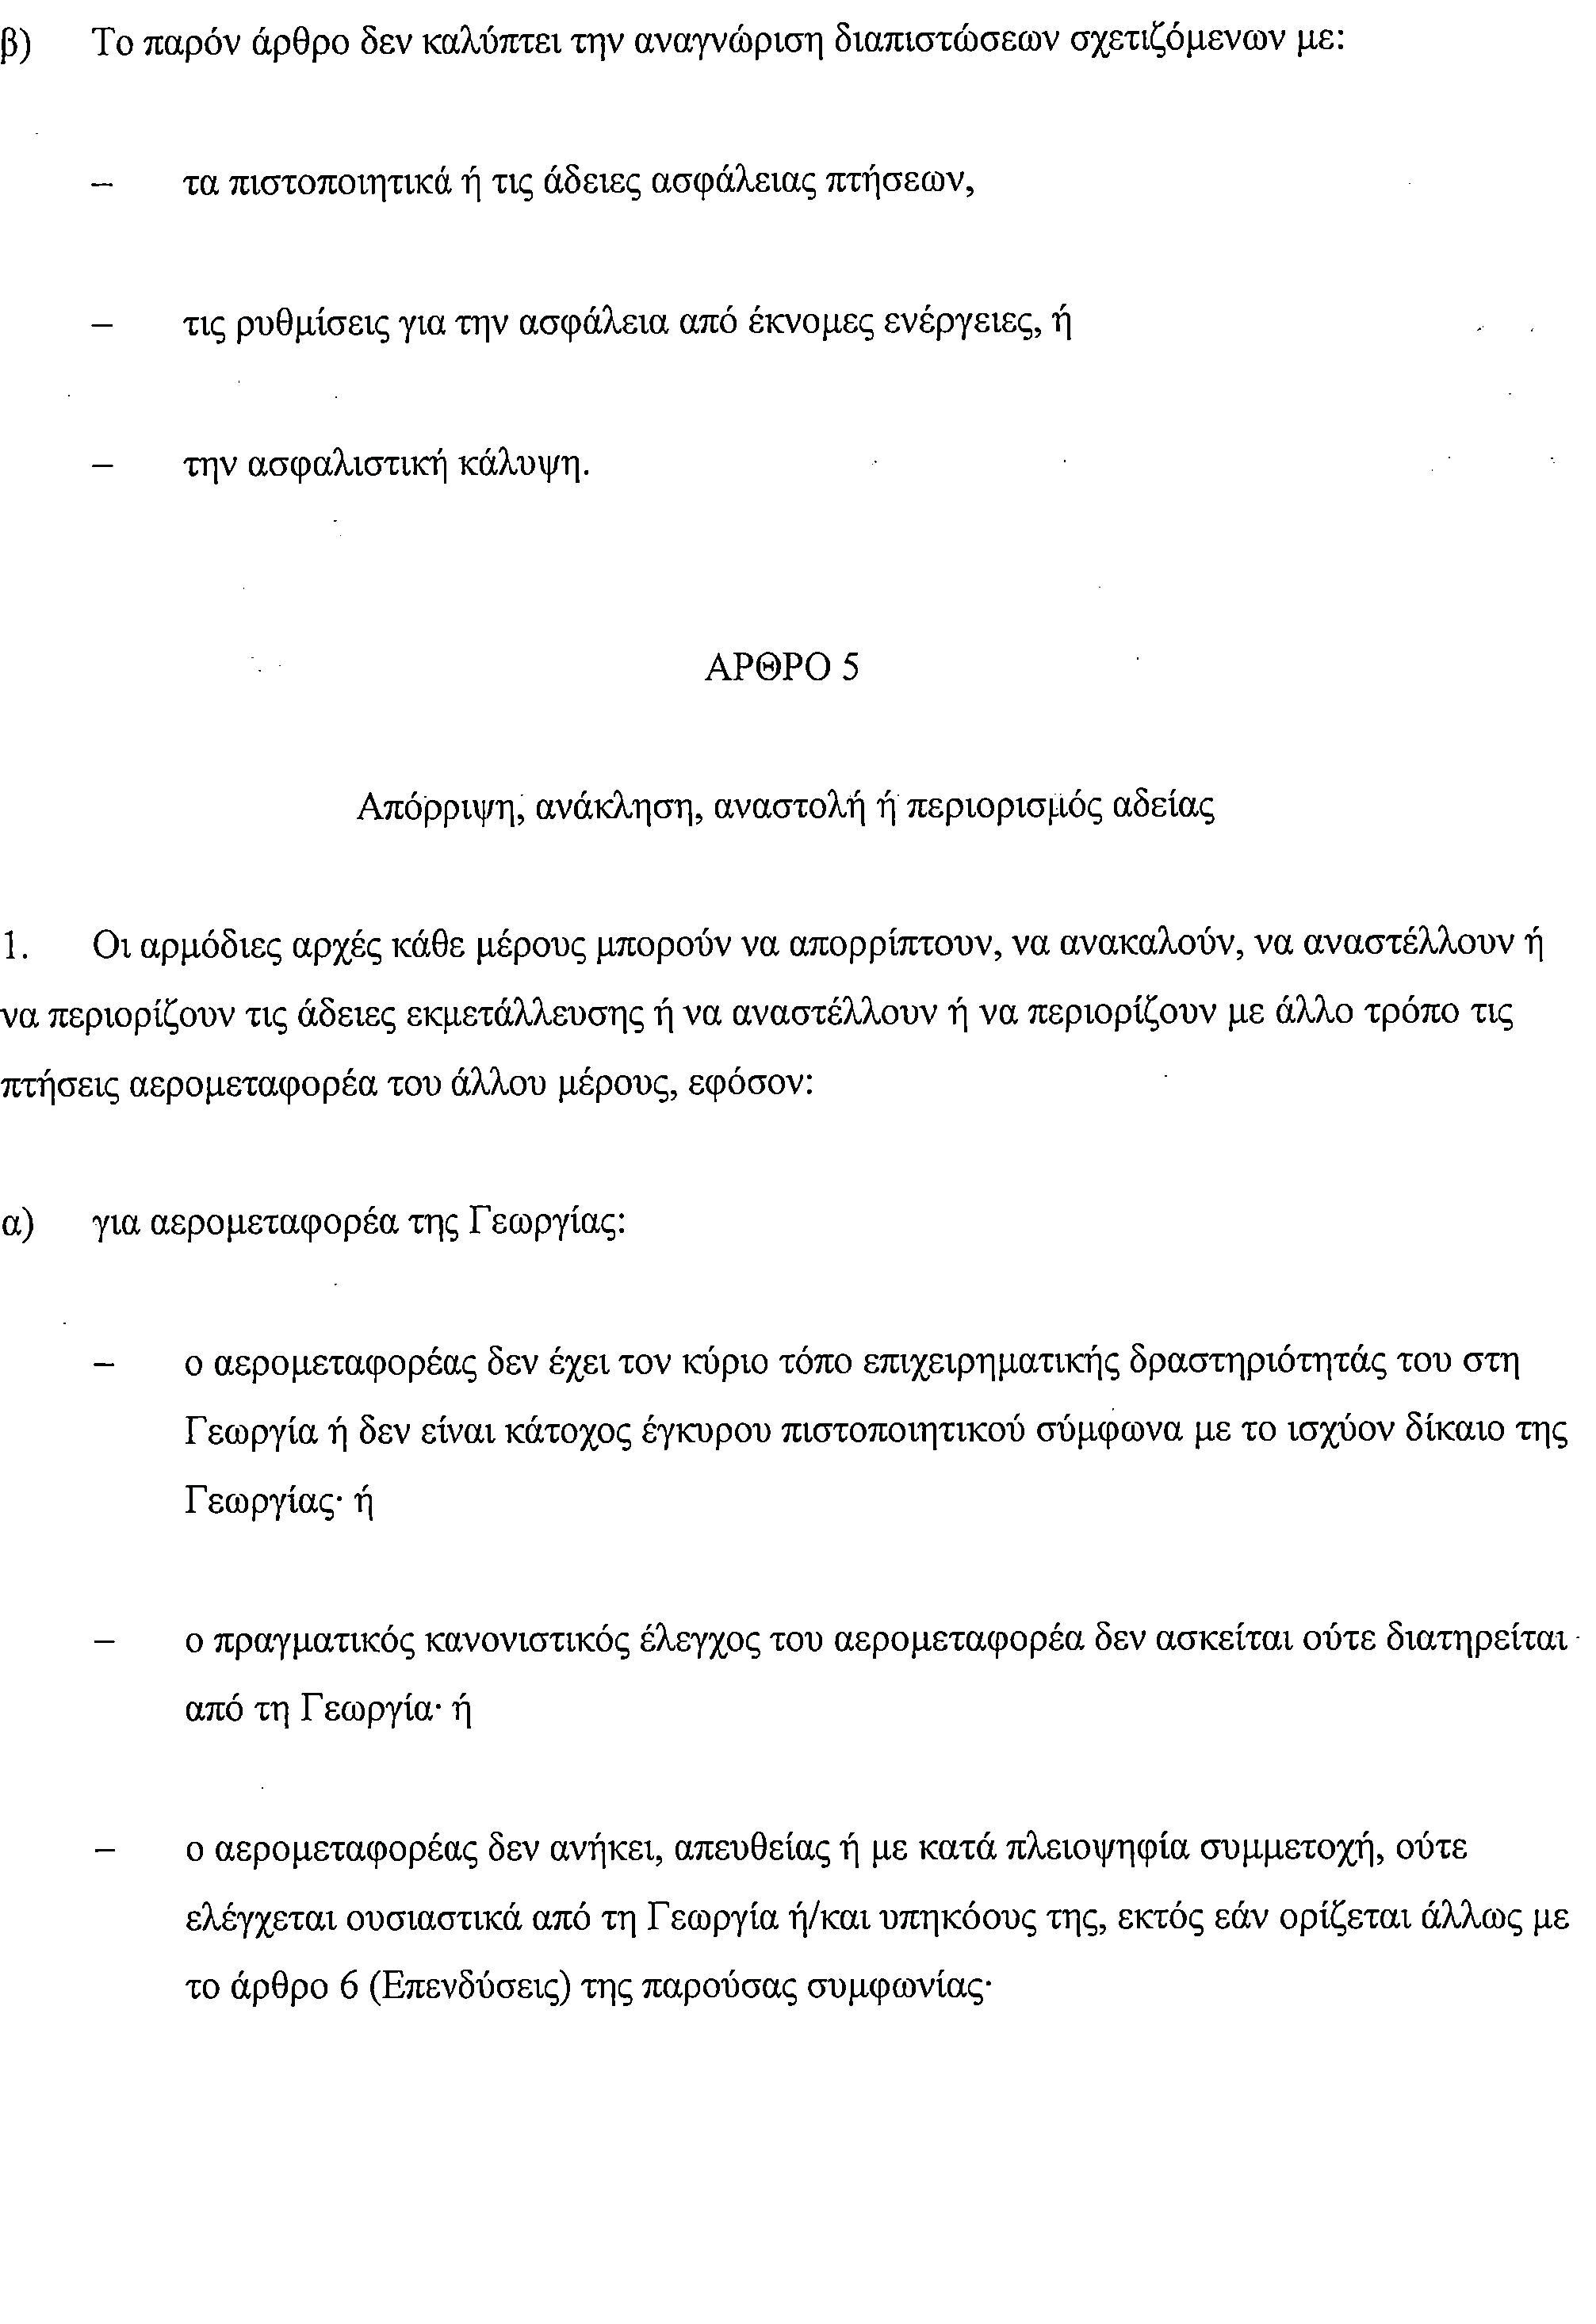 β) Το παρόν άρθρο δεν καλύπτει την αναγνώριση διαπιστώσεων σχετιζόμενων με:
– τα πιστοποιητικά ή τις άδειες ασφάλειας πτήσεων,
– τις ρυθμίσεις για την ασφάλεια από έκνομες ενέργειες, ή
– την ασφαλιστική κάλυψη.
ΑΡΘΡΟ 5
Απόρριψη, ανάκληση, αναστολή ή περιορισμός αδείας
1. Οι αρμόδιες αρχές κάθε μέρους μπορούν να απορρίπτουν, να ανακαλούν, να αναστέλλουν ή
να περιορίζουν τις άδειες εκμετάλλευσης ή να αναστέλλουν ή να περιορίζουν με άλλο τρόπο τις
πτήσεις αερομεταφορέα του άλλου μέρους, εφόσον:
α) για αερομεταφορέα της Γεωργίας:
– ο αερομεταφορέας δεν έχει τον κύριο τόπο επιχειρηματικής δραστηριότητάς του στη
Γεωργία ή δεν είναι κάτοχος έγκυρου πιστοποιητικού σύμφωνα με το ισχύον δίκαιο της
Γεωργίας· ή
– ο πραγματικός κανονιστικός έλεγχος του αερομεταφορέα δεν ασκείται ούτε διατηρείται
από τη Γεωργία· ή
– ο αερομεταφορέας δεν ανήκει, απευθείας ή με κατά πλειοψηφία συμμετοχή, ούτε
ελέγχεται ουσιαστικά από τη Γεωργία ή/και υπηκόους της, εκτός εάν ορίζεται άλλως με
το άρθρο 6 (Επενδύσεις) της παρούσας συμφωνίας·